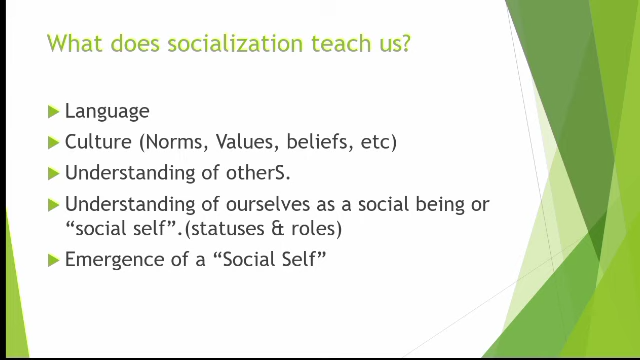 What does socialization teach us?
Language
Culture (Norms, Values, beliefs, etc)
Understanding of otherS.
Understanding of ourselves as a social being or
“social self”.(statuses & roles)
Emergence of a “Social Self”